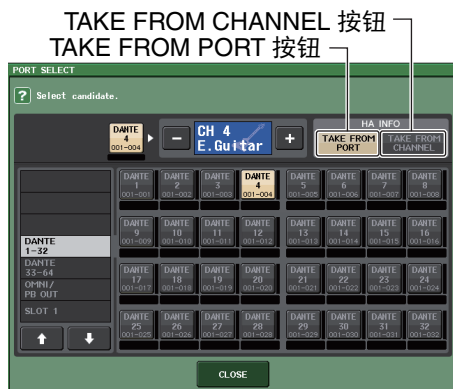 TAKE FROM CHANNEL 按钮
TAKE FROM PORT 按钮
PORT SELECT
? Select candidate.
DANTE 4 001-004
− CH 4 E.Guitar +
HA INFO
TAKE FROM PORT
TAKE FROM CHANNEL
DANTE 1 001-001
DANTE 2 001-002
DANTE 3 001-003
DANTE 4 001-004
DANTE 5 001-005
DANTE 6 001-006
DANTE 7 001-007
DANTE 8 001-008
DANTE 9 001-009
DANTE 10 001-010
DANTE 11 001-011
DANTE 12 001-012
DANTE 13 001-013
DANTE 14 001-014
DANTE 15 001-015
DANTE 16 001-016
DANTE 1-32
DANTE 33-64
OMNI/ PB OUT
SLOT 1
DANTE 17 001-017
DANTE 18 001-018
DANTE 19 001-019
DANTE 20 001-020
DANTE 21 001-021
DANTE 22 001-022
DANTE 23 001-023
DANTE 24 001-024
DANTE 25 001-025
DANTE 26 001-026
DANTE 27 001-027
DANTE 28 001-028
DANTE 29 001-029
DANTE 30 001-030
DANTE 31 001-031
DANTE 32 001-032
CLOSE